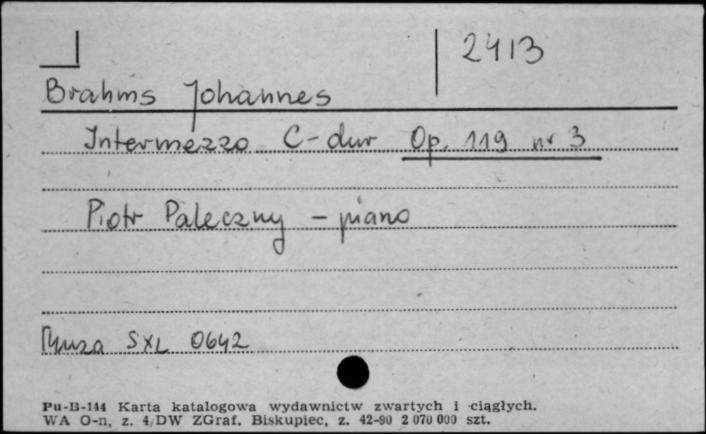 2413
Brahms Johannes
Intermezzo C-dur Op. 119 nr 3
Piotr Paleczny - piano
Muza SXL 0642
Pu-B-144 Karta katalogowa wydawnictw zwartych i ciągłych.
WA O-n, z. 4/DW ZGraf. Biskupiec, z. 42-90 2 070 000 szt.